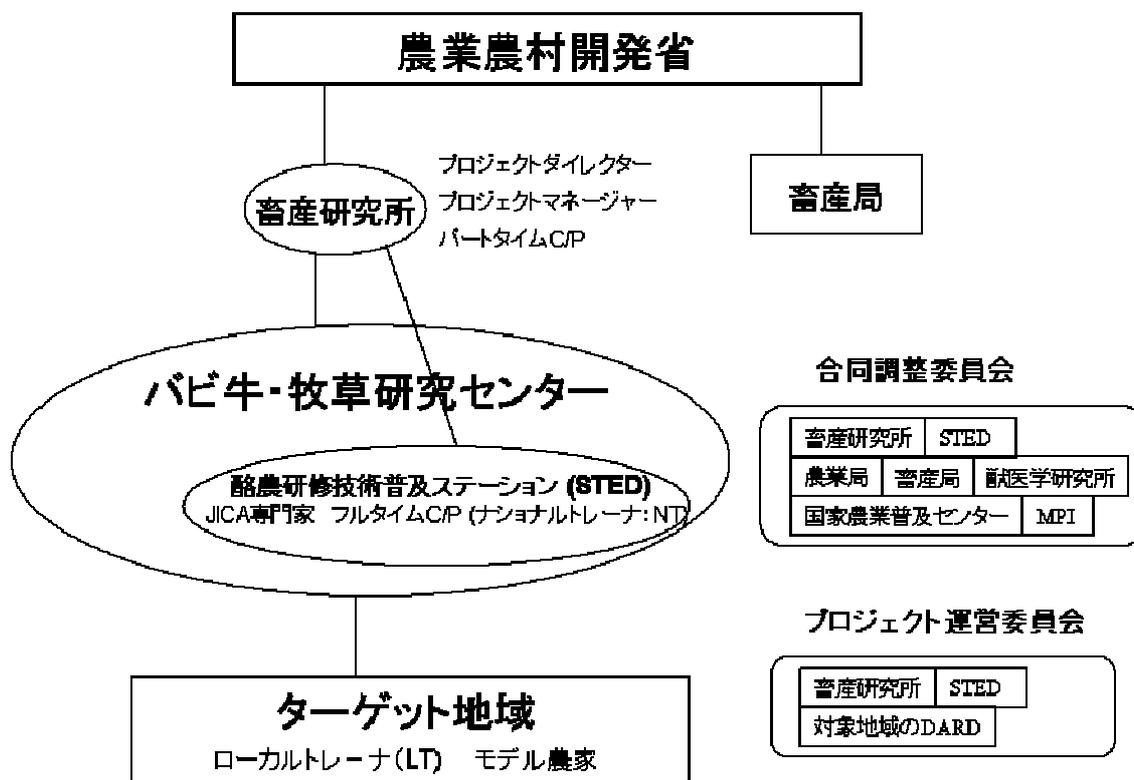 農業農村開発省
プロジェクトダイレクター
畜産研究所
プロジェクトマネージャー
パートタイムC/P
畜産局
バビ牛・牧草研究センター
酪農研修技術普及ステーション (STED)
JICA専門家 フルタイムC/P (ナショナルトレーナ:NT)
合同調整委員会
畜産研究所 STED
農業局 畜産局 獣医学研究所
国家農業普及センター MPI
プロジェクト運営委員会
畜産研究所 STED
対象地域のDARD
ターゲット地域
ローカルトレーナ(LT) モデル農家